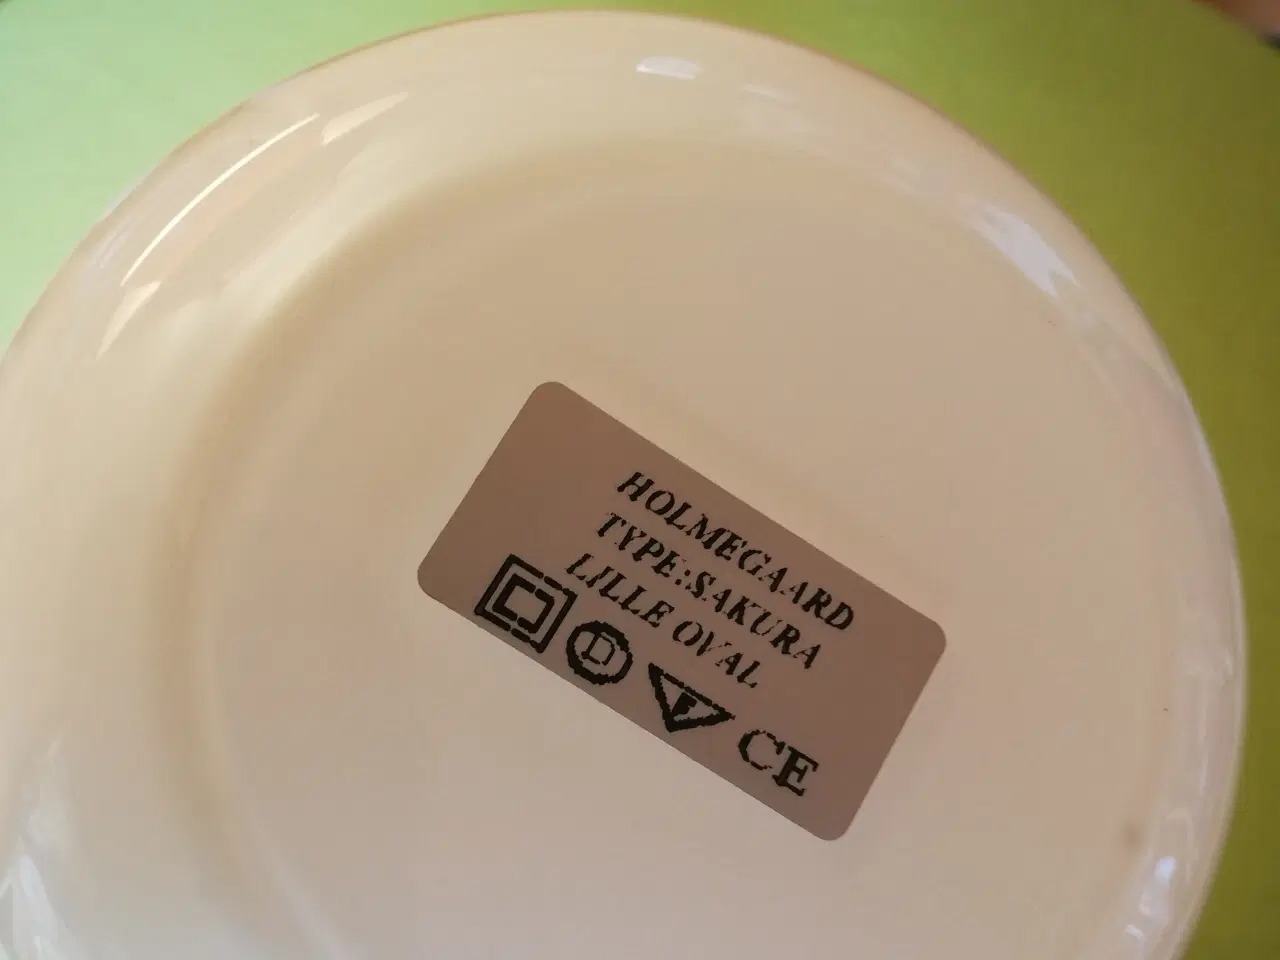 HOLMEGAARD
TYPE:SAKURA
LILLE OVAL
D F CE